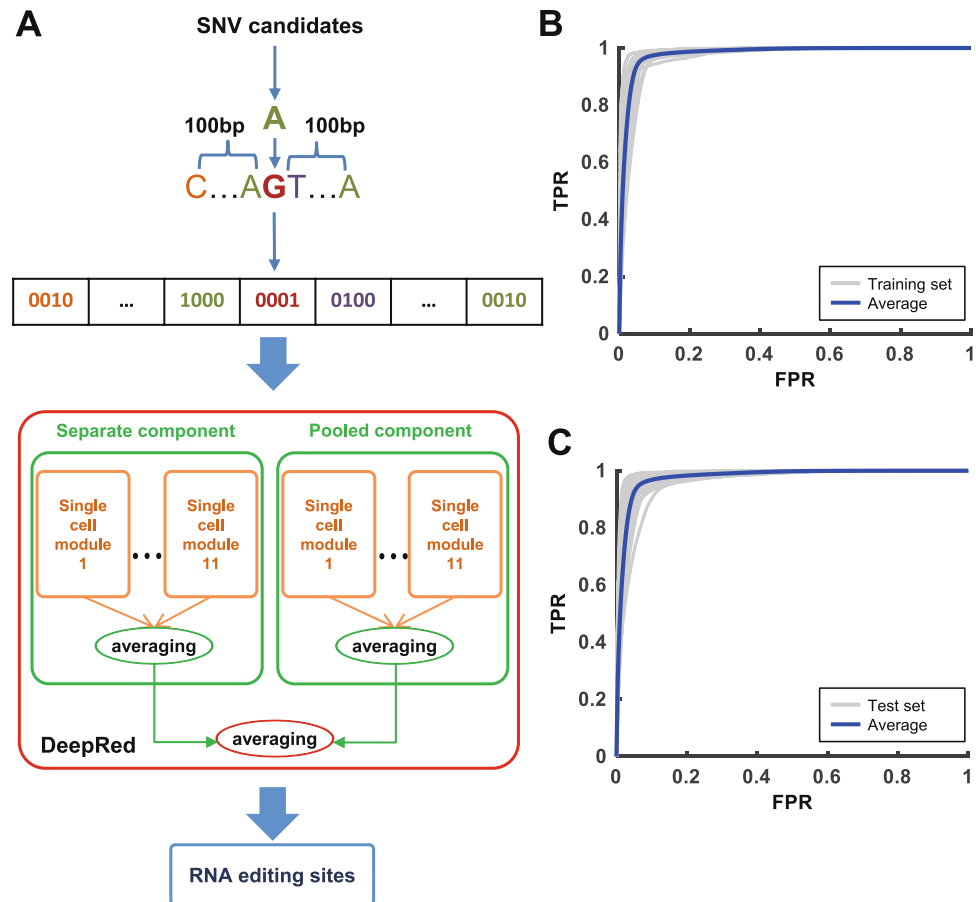 A
SNV candidates
A
100bp 100bp
C...AGT...A
0010 ... 1000 0001 0100 ... 0010
Separate component
Single
cell
module
1
...
Single
cell
module
11
averaging
Pooled component
Single
cell
module
1
...
Single
cell
module
11
averaging
DeepRed
averaging
RNA editing sites
B
1
0.8
0.6
0.4
0.2
0
TPR
0 0.2 0.4 0.6 0.8 1
FPR
Training set
Average
C
1
0.8
0.6
0.4
0.2
0
TPR
0 0.2 0.4 0.6 0.8 1
FPR
Test set
Average